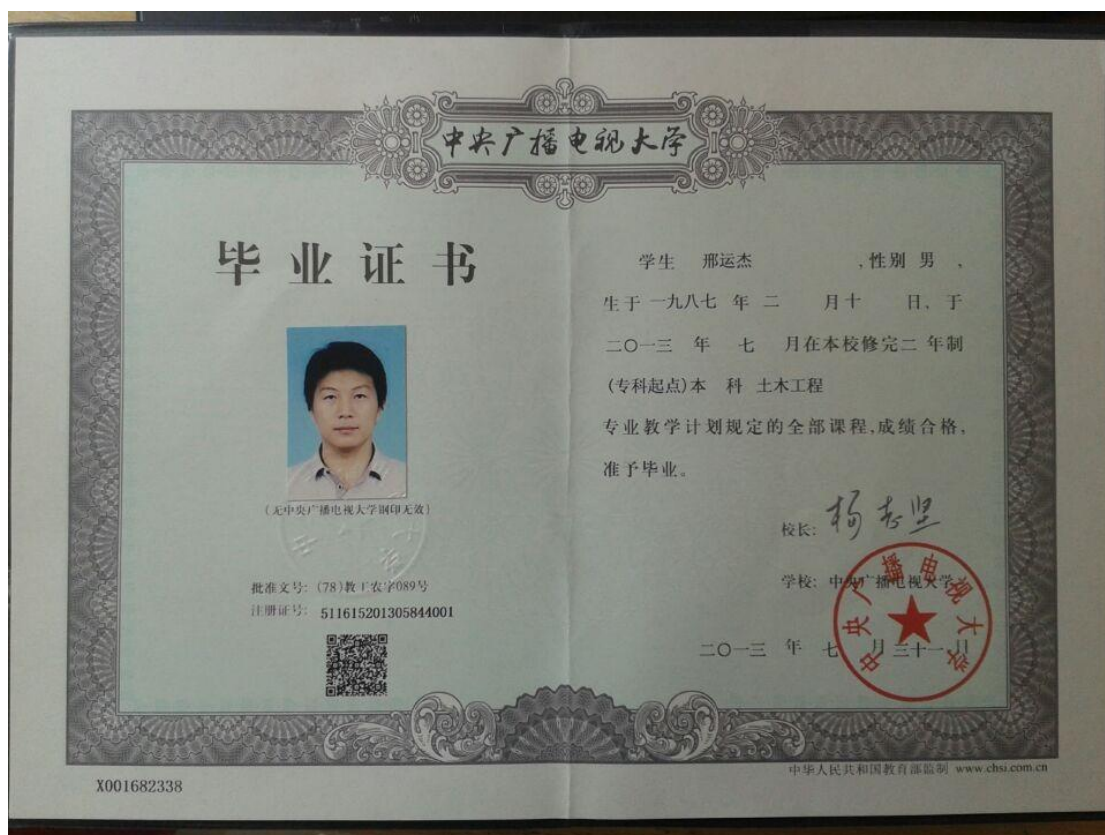 中央广播电视大学
毕业证书
(无中央广播电视大学钢印无效)
批准文号: (78)教工农字089号
注册证号: 511615201305844001
X001682338
学生 邢运杰 ,性别 男 ,
生于 一九八七 年 二 月 十 日、于
二〇一三 年 七 月在本校修完二 年制
(专科起点)本 科 土木工程
专业教学计划规定的全部课程,成绩合格,
准予毕业。
校长: 杨志坚
学校: 中央广播电视大学
二〇一三 年 七 月 三十一 日
中央广播电视大学
中华人民共和国教育部监制 www.chsi.com.cn